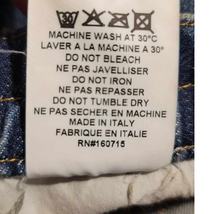 30
MACHINE WASH AT 30°C
LAVER A LA MACHINE A 30°
DO NOT BLEACH
NE PAS JAVELLISER
DO NOT IRON
NE PAS REPASSER
DO NOT TUMBLE DRY
NE PAS SECHER EN MACHINE
MADE IN ITALY
FABRIQUE EN ITALIE
RN#160715